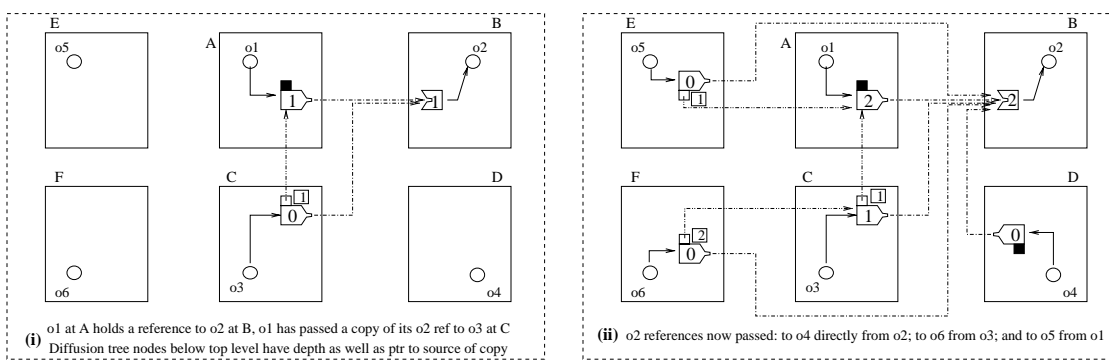 E
A
B
o5
o1
o2
1
1
F
C
D
1
0
o6
o3
o4
(i) o1 at A holds a reference to o2 at B, o1 has passed a copy of its o2 ref to o3 at C
Diffusion tree nodes below top level have depth as well as ptr to source of copy
E
A
B
o5
o1
o2
0
1
2
2
F
C
D
1
2
0
1
0
o6
o3
o4
(ii) o2 references now passed: to o4 directly from o2; to o6 from o3; and to o5 from o1